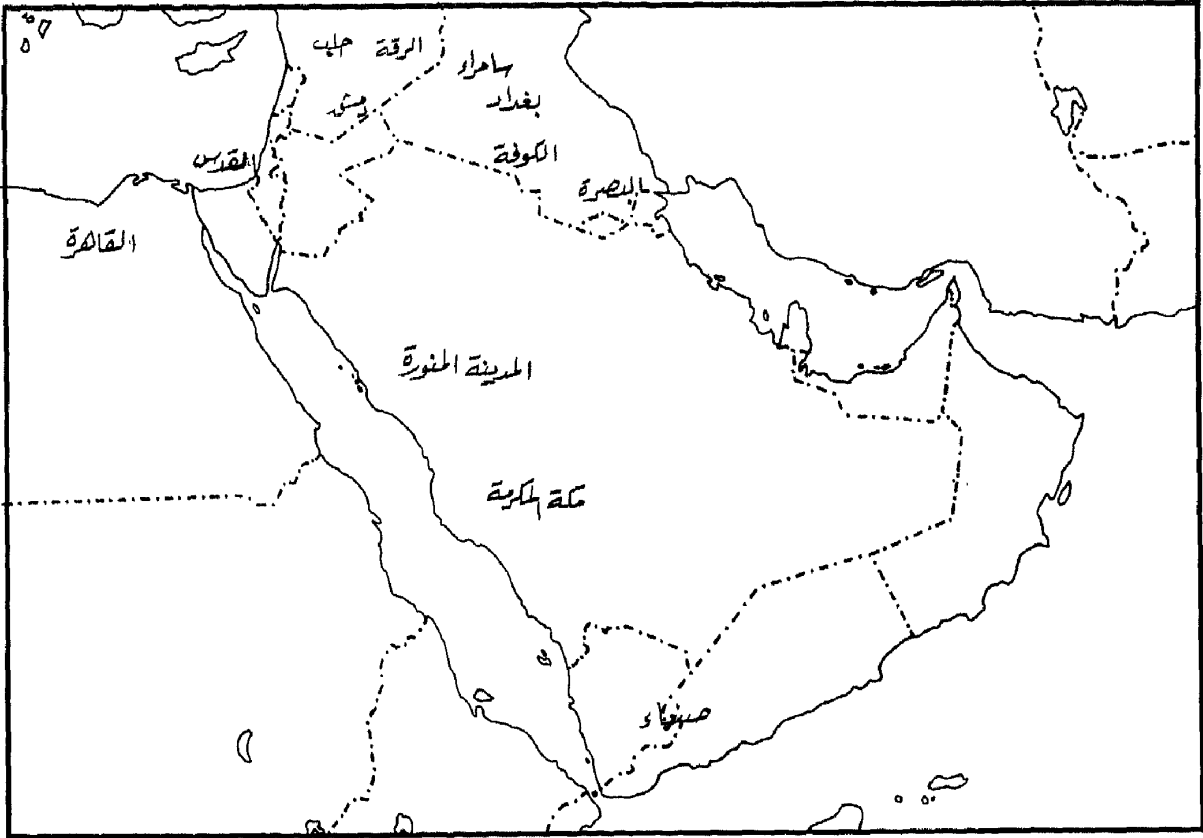 حلب
الرقة
سامراء
دمشق
بغداد
القدس
الكوفة
البصرة
القاهرة
المدينة المنورة
مكة المكرمة
صنعاء